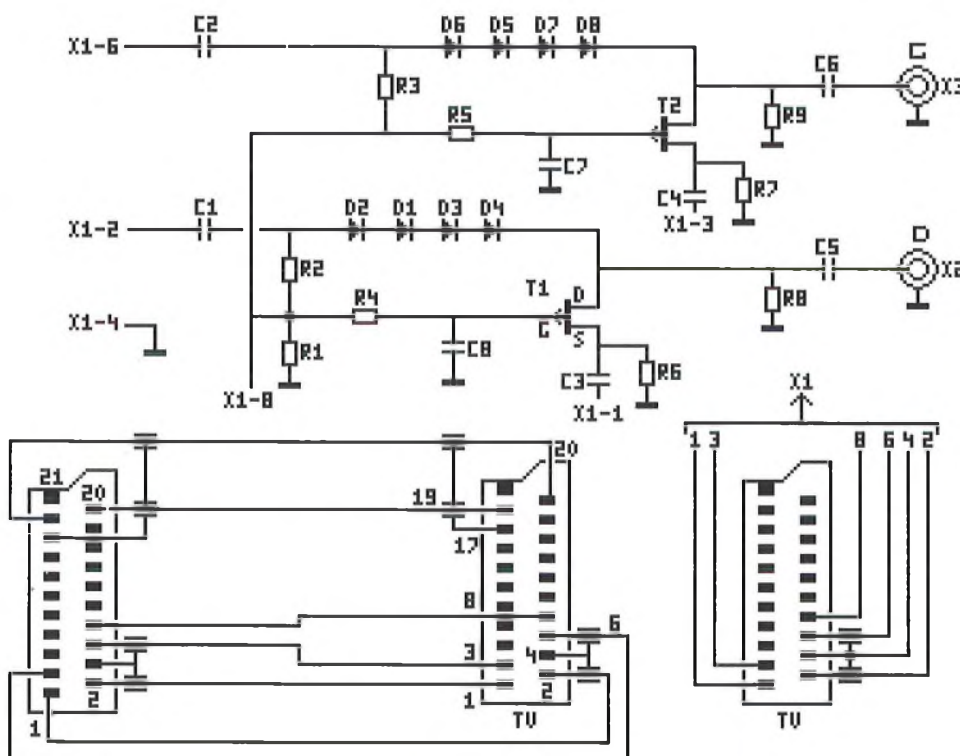 C2 D6 D5 D7 D8 G
X1-6 C6 X3
R3 T2
R5 R9
C7
C1 D2 D1 D3 D4 C4 R7
X1-2 X1-3 D
C5 X2
R2 T1 D
R4 R8
X1-4 G S
R1 C8 R6
C3
X1-8 X1-1 X1
'1 3 8 6 4 2'
21 20
20 19
17
8
6
3 4
2 1 2
1 TV TV